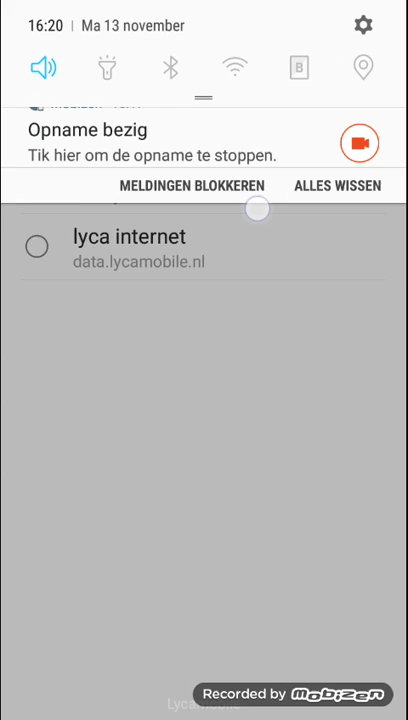 16:20 | Ma 13 november
B
Opname bezig
Tik hier om de opname te stoppen.
MELDINGEN BLOKKEREN ALLES WISSEN
lyca internet
data.lycamobile.nl
Lycamobile
Recorded by MOBIZEN